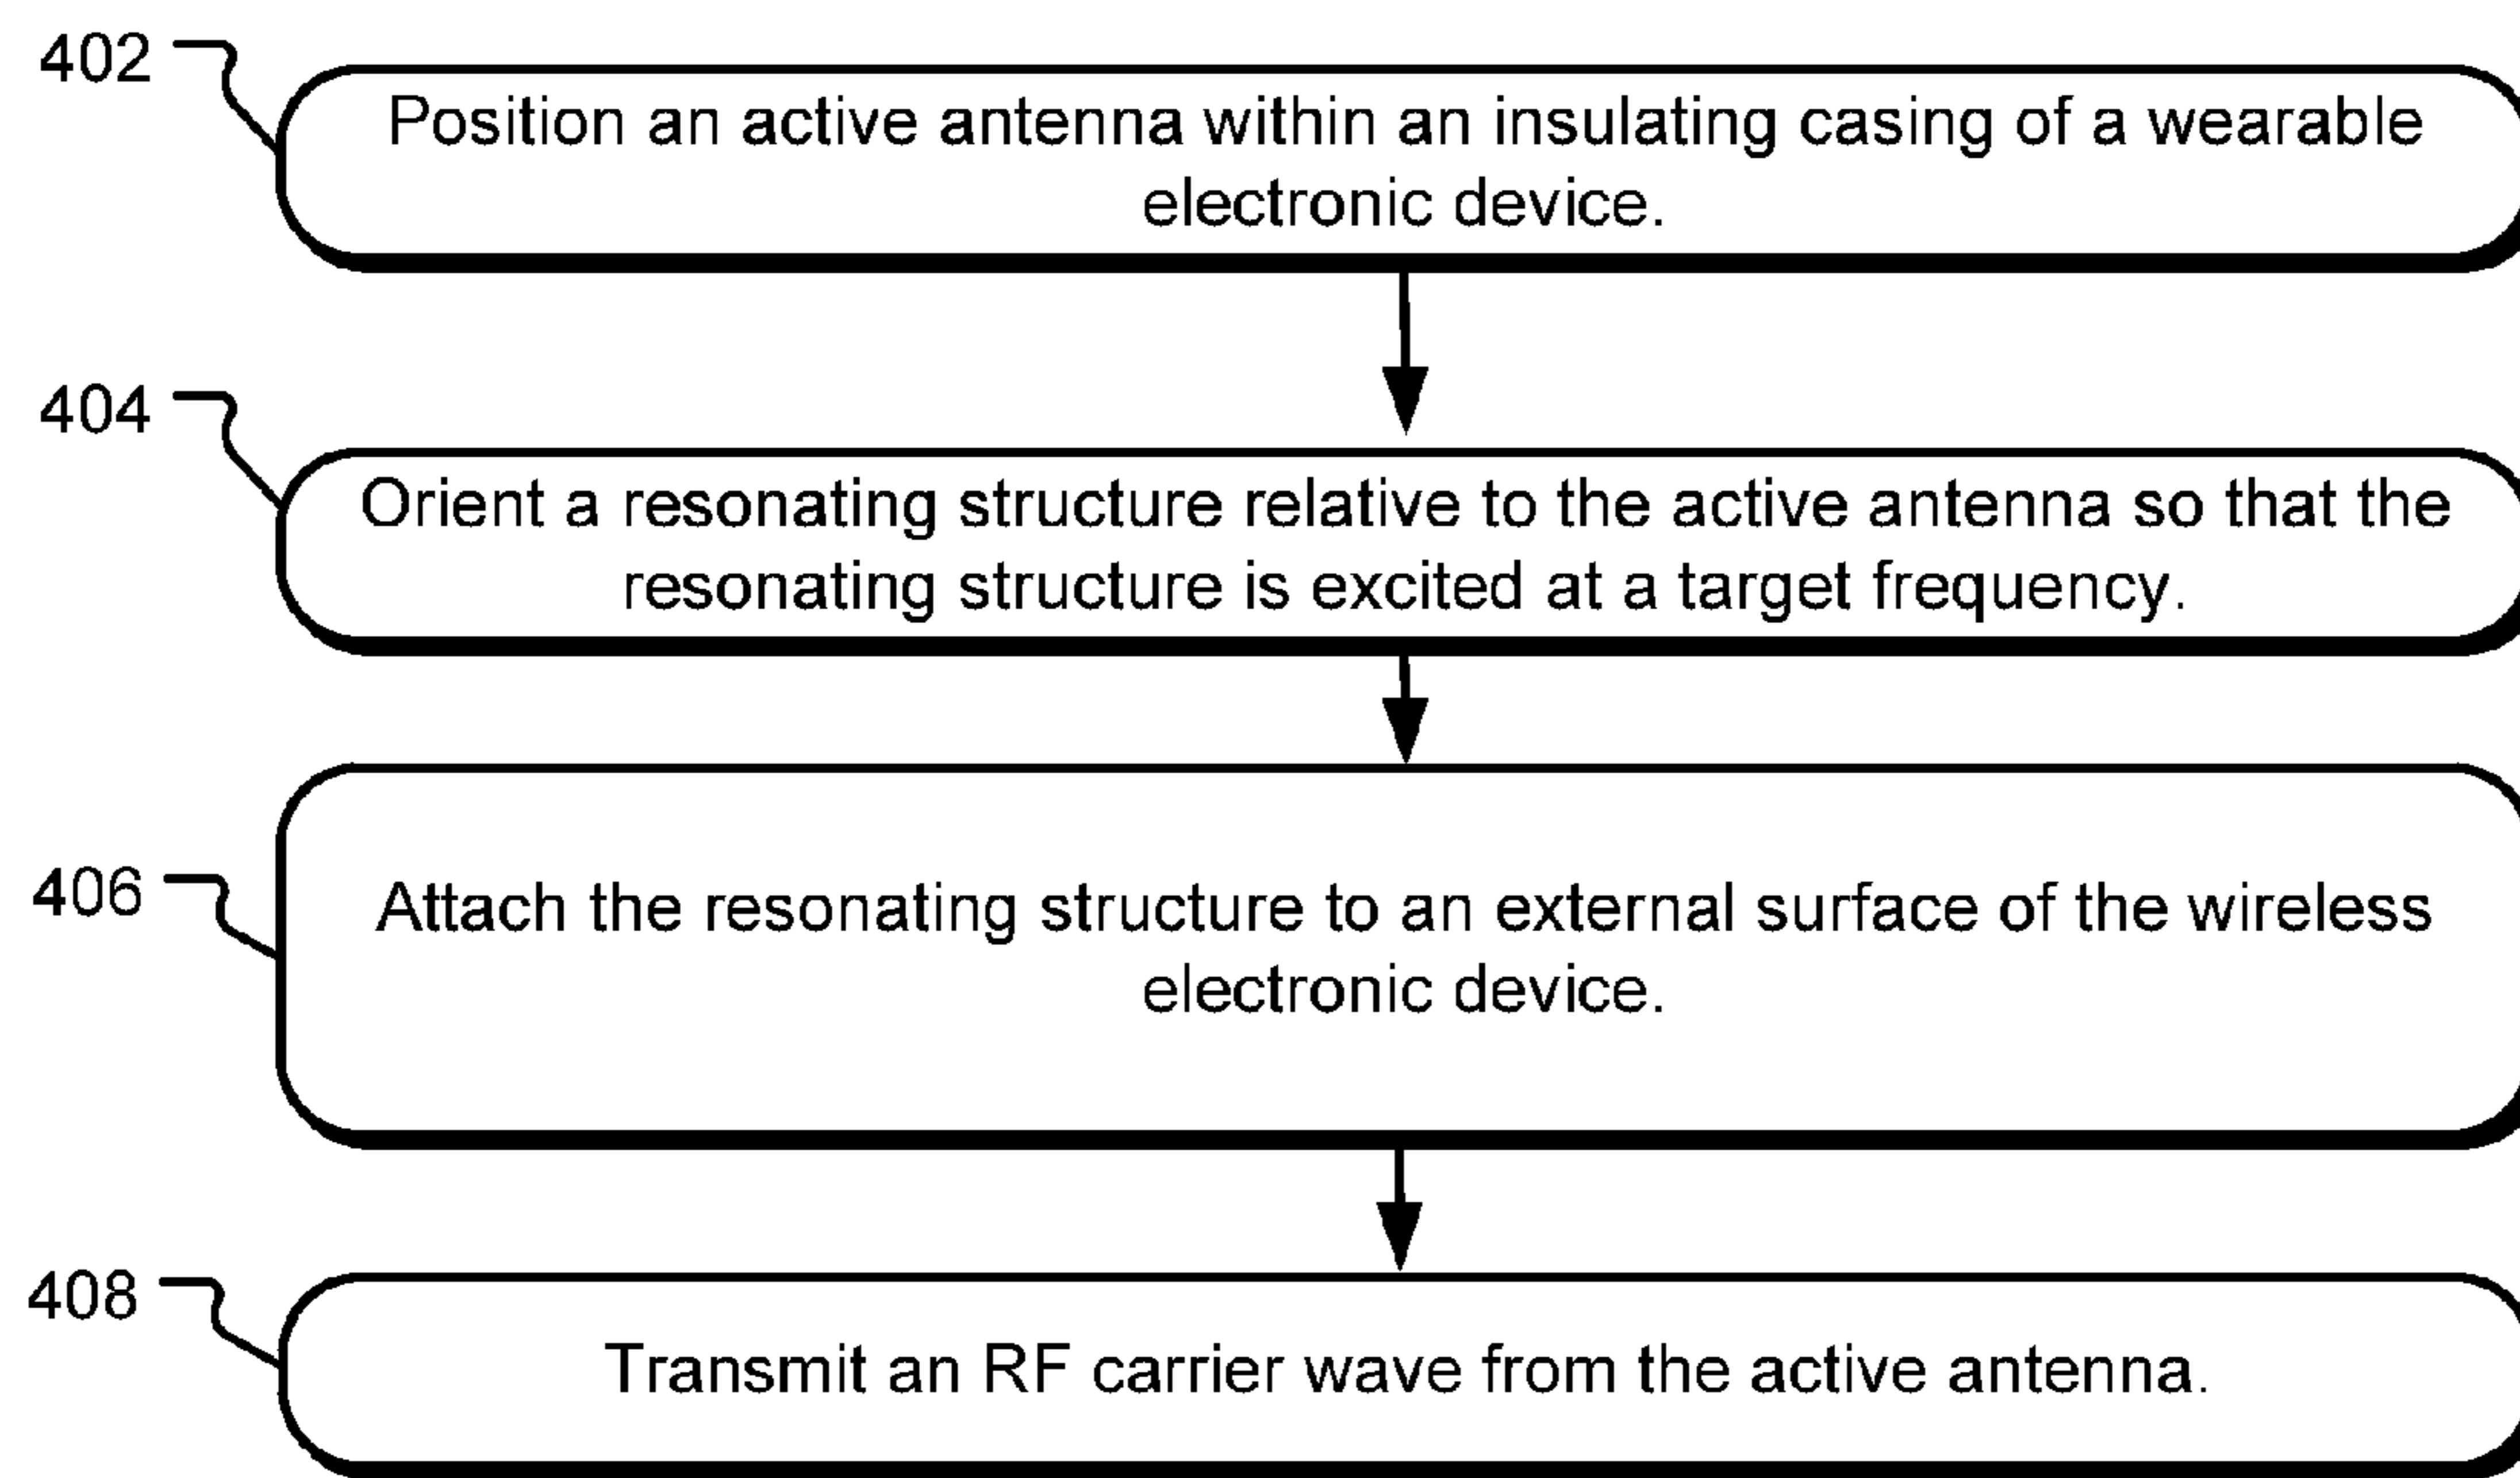 402
Position an active antenna within an insulating casing of a wearable
electronic device.
404
Orient a resonating structure relative to the active antenna so that the
resonating structure is excited at a target frequency.
406
Attach the resonating structure to an external surface of the wireless
electronic device.
408
Transmit an RF carrier wave from the active antenna.